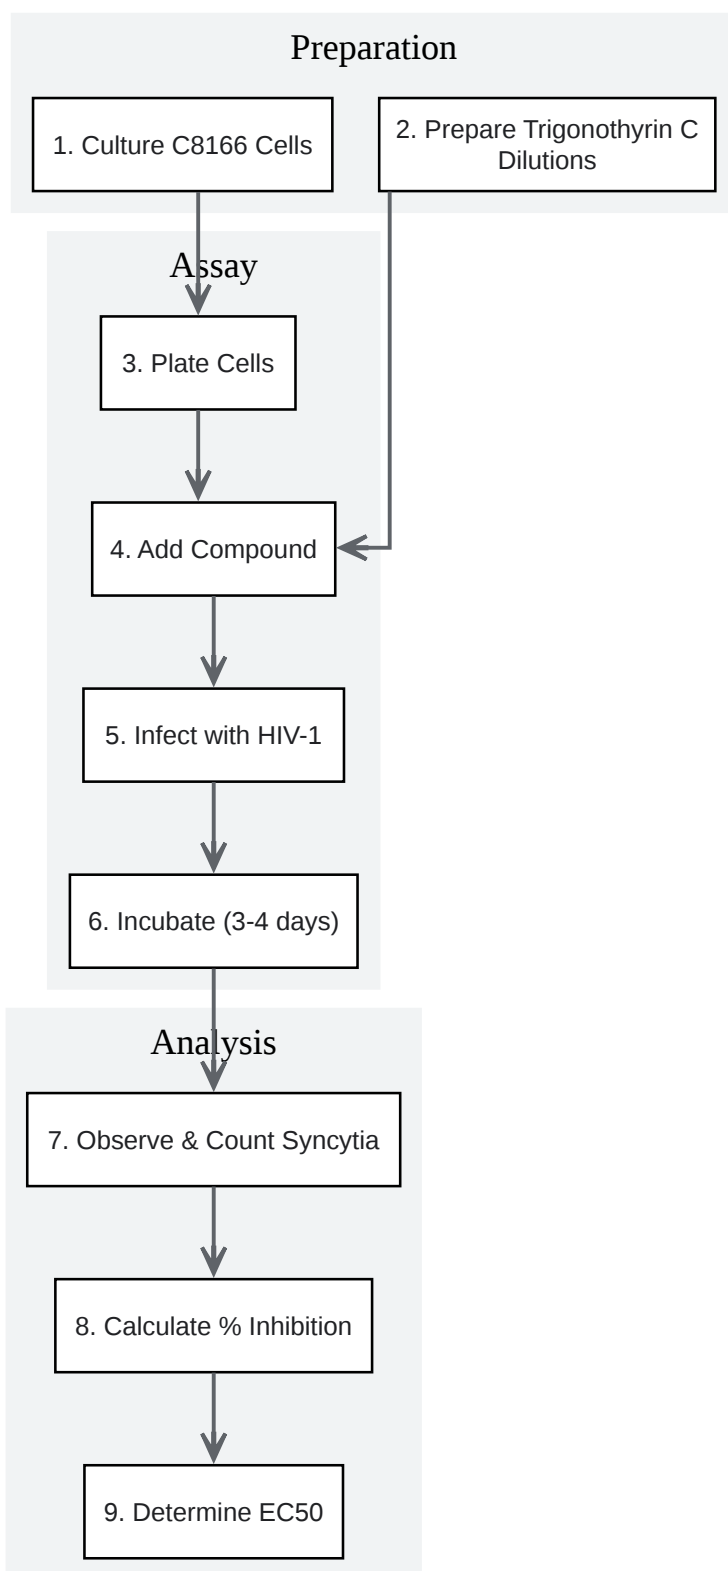 Preparation
1. Culture C8166 Cells
2. Prepare Trigonothyrin C
Dilutions
Assay
3. Plate Cells
4. Add Compound
5. Infect with HIV-1
6. Incubate (3-4 days)
Analysis
7. Observe & Count Syncytia
8. Calculate % Inhibition
9. Determine EC50